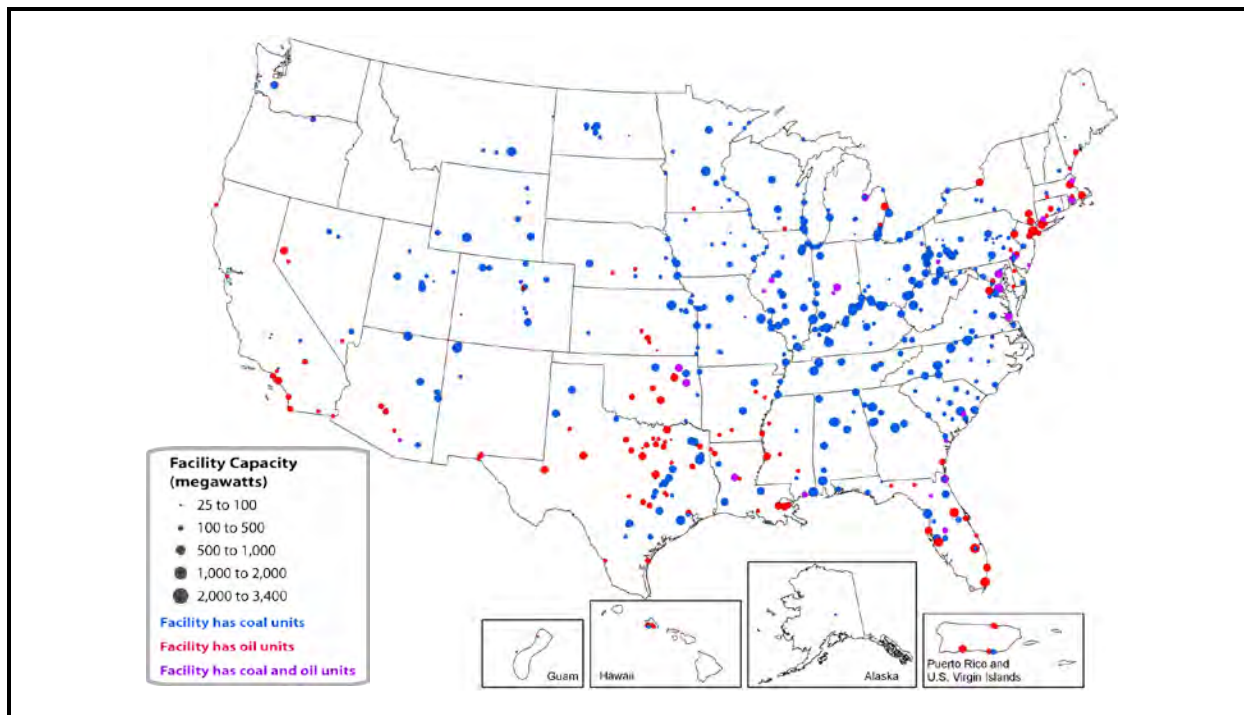 Facility Capacity
(megawatts)
25 to 100
100 to 500
500 to 1,000
1,000 to 2,000
2,000 to 3,400
Facility has coal units
Facility has oil units
Facility has coal and oil units
Guam
Hawaii
Alaska
Puerto Rico and
U.S. Virgin Islands